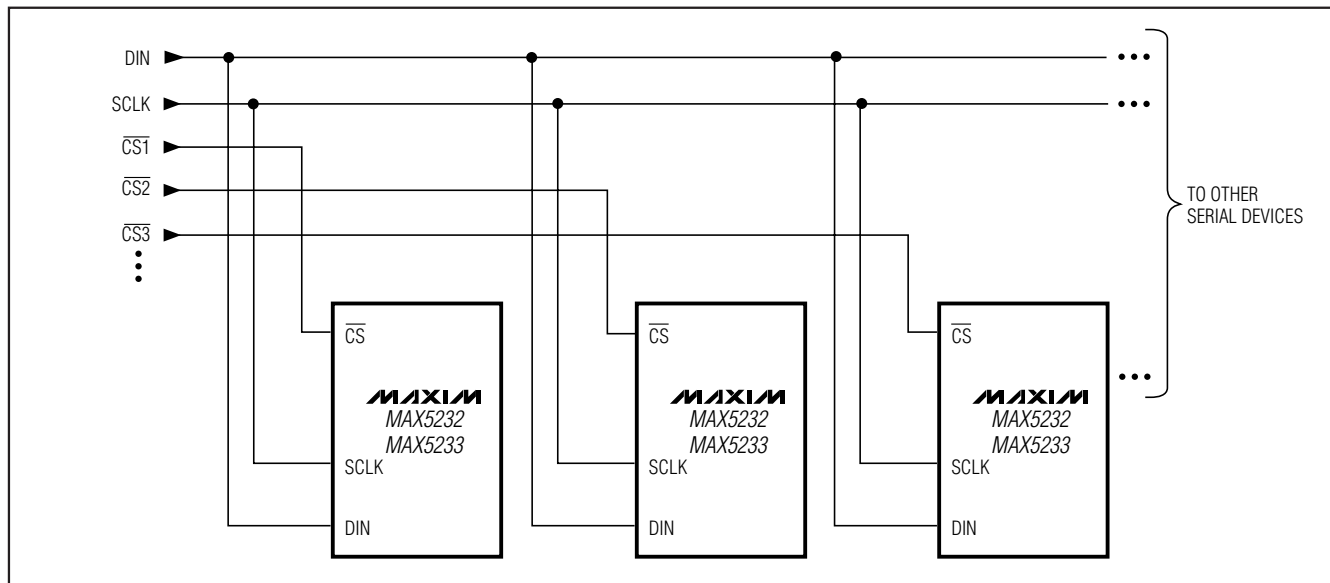 DIN
SCLK
CS1
CS2
CS3
TO OTHER
SERIAL DEVICES
CS
MAXIM
MAX5232
MAX5233
SCLK
DIN
CS
MAXIM
MAX5232
MAX5233
SCLK
DIN
CS
MAXIM
MAX5232
MAX5233
SCLK
DIN